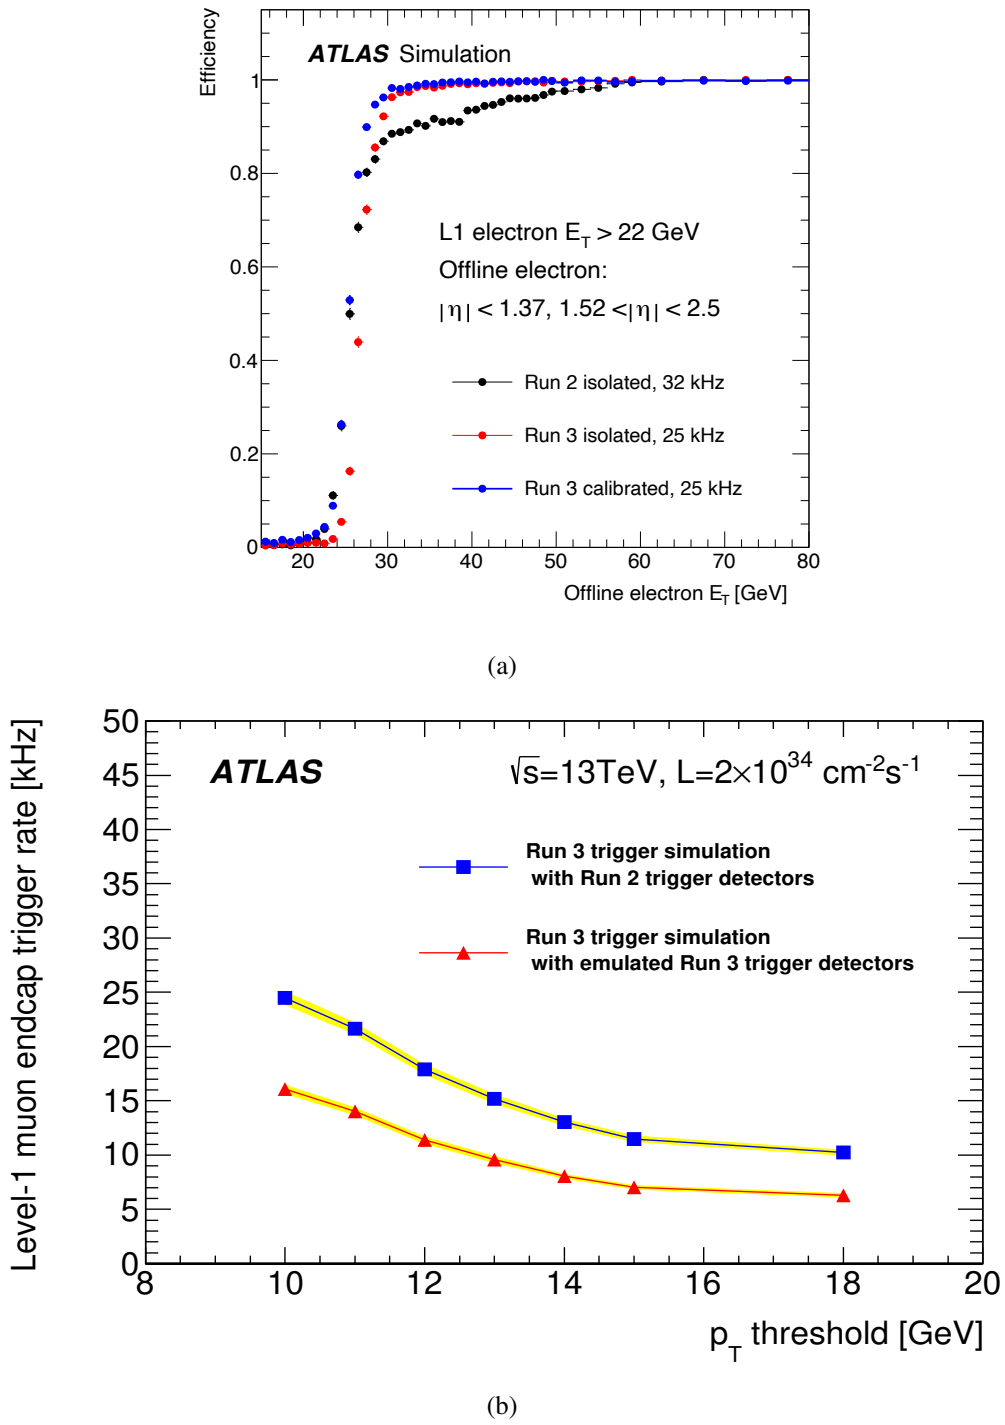 Efficiency
ATLAS Simulation
1
0.8
0.6
0.4
0.2
0
L1 electron E_T > 22 GeV
Offline electron:
|η| < 1.37, 1.52 <|η| < 2.5
Run 2 isolated, 32 kHz
Run 3 isolated, 25 kHz
Run 3 calibrated, 25 kHz
20 30 40 50 60 70 80
Offline electron E_T [GeV]
(a)
Level-1 muon endcap trigger rate [kHz]
50
45
40
35
30
25
20
15
10
5
0
ATLAS
√s=13TeV, L=2×10^34 cm^-2s^-1
Run 3 trigger simulation
with Run 2 trigger detectors
Run 3 trigger simulation
with emulated Run 3 trigger detectors
8 10 12 14 16 18 20
p_T threshold [GeV]
(b)